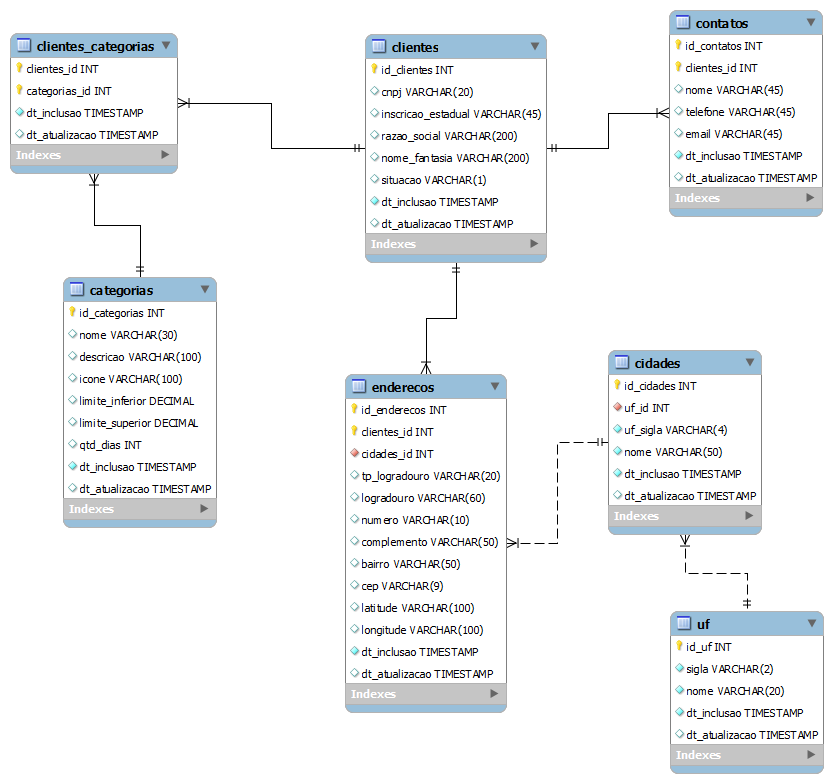 clientes_categorias
clientes_id INT
categorias_id INT
dt_inclusao TIMESTAMP
dt_atualizacao TIMESTAMP
Indexes
clientes
id_clientes INT
cnpj VARCHAR(20)
inscricao_estadual VARCHAR(45)
razao_social VARCHAR(200)
nome_fantasia VARCHAR(200)
situacao VARCHAR(1)
dt_inclusao TIMESTAMP
dt_atualizacao TIMESTAMP
Indexes
contatos
id_contatos INT
clientes_id INT
nome VARCHAR(45)
telefone VARCHAR(45)
email VARCHAR(45)
dt_inclusao TIMESTAMP
dt_atualizacao TIMESTAMP
Indexes
categorias
id_categorias INT
nome VARCHAR(30)
descricao VARCHAR(100)
icone VARCHAR(100)
limite_inferior DECIMAL
limite_superior DECIMAL
qtd_dias INT
dt_inclusao TIMESTAMP
dt_atualizacao TIMESTAMP
Indexes
enderecos
id_enderecos INT
clientes_id INT
cidades_id INT
tp_logradouro VARCHAR(20)
logradouro VARCHAR(60)
numero VARCHAR(10)
complemento VARCHAR(50)
bairro VARCHAR(50)
cep VARCHAR(9)
latitude VARCHAR(100)
longitude VARCHAR(100)
dt_inclusao TIMESTAMP
dt_atualizacao TIMESTAMP
Indexes
cidades
id_cidades INT
uf_id INT
uf_sigla VARCHAR(4)
nome VARCHAR(50)
dt_inclusao TIMESTAMP
dt_atualizacao TIMESTAMP
Indexes
uf
id_uf INT
sigla VARCHAR(2)
nome VARCHAR(20)
dt_inclusao TIMESTAMP
dt_atualizacao TIMESTAMP
Indexes